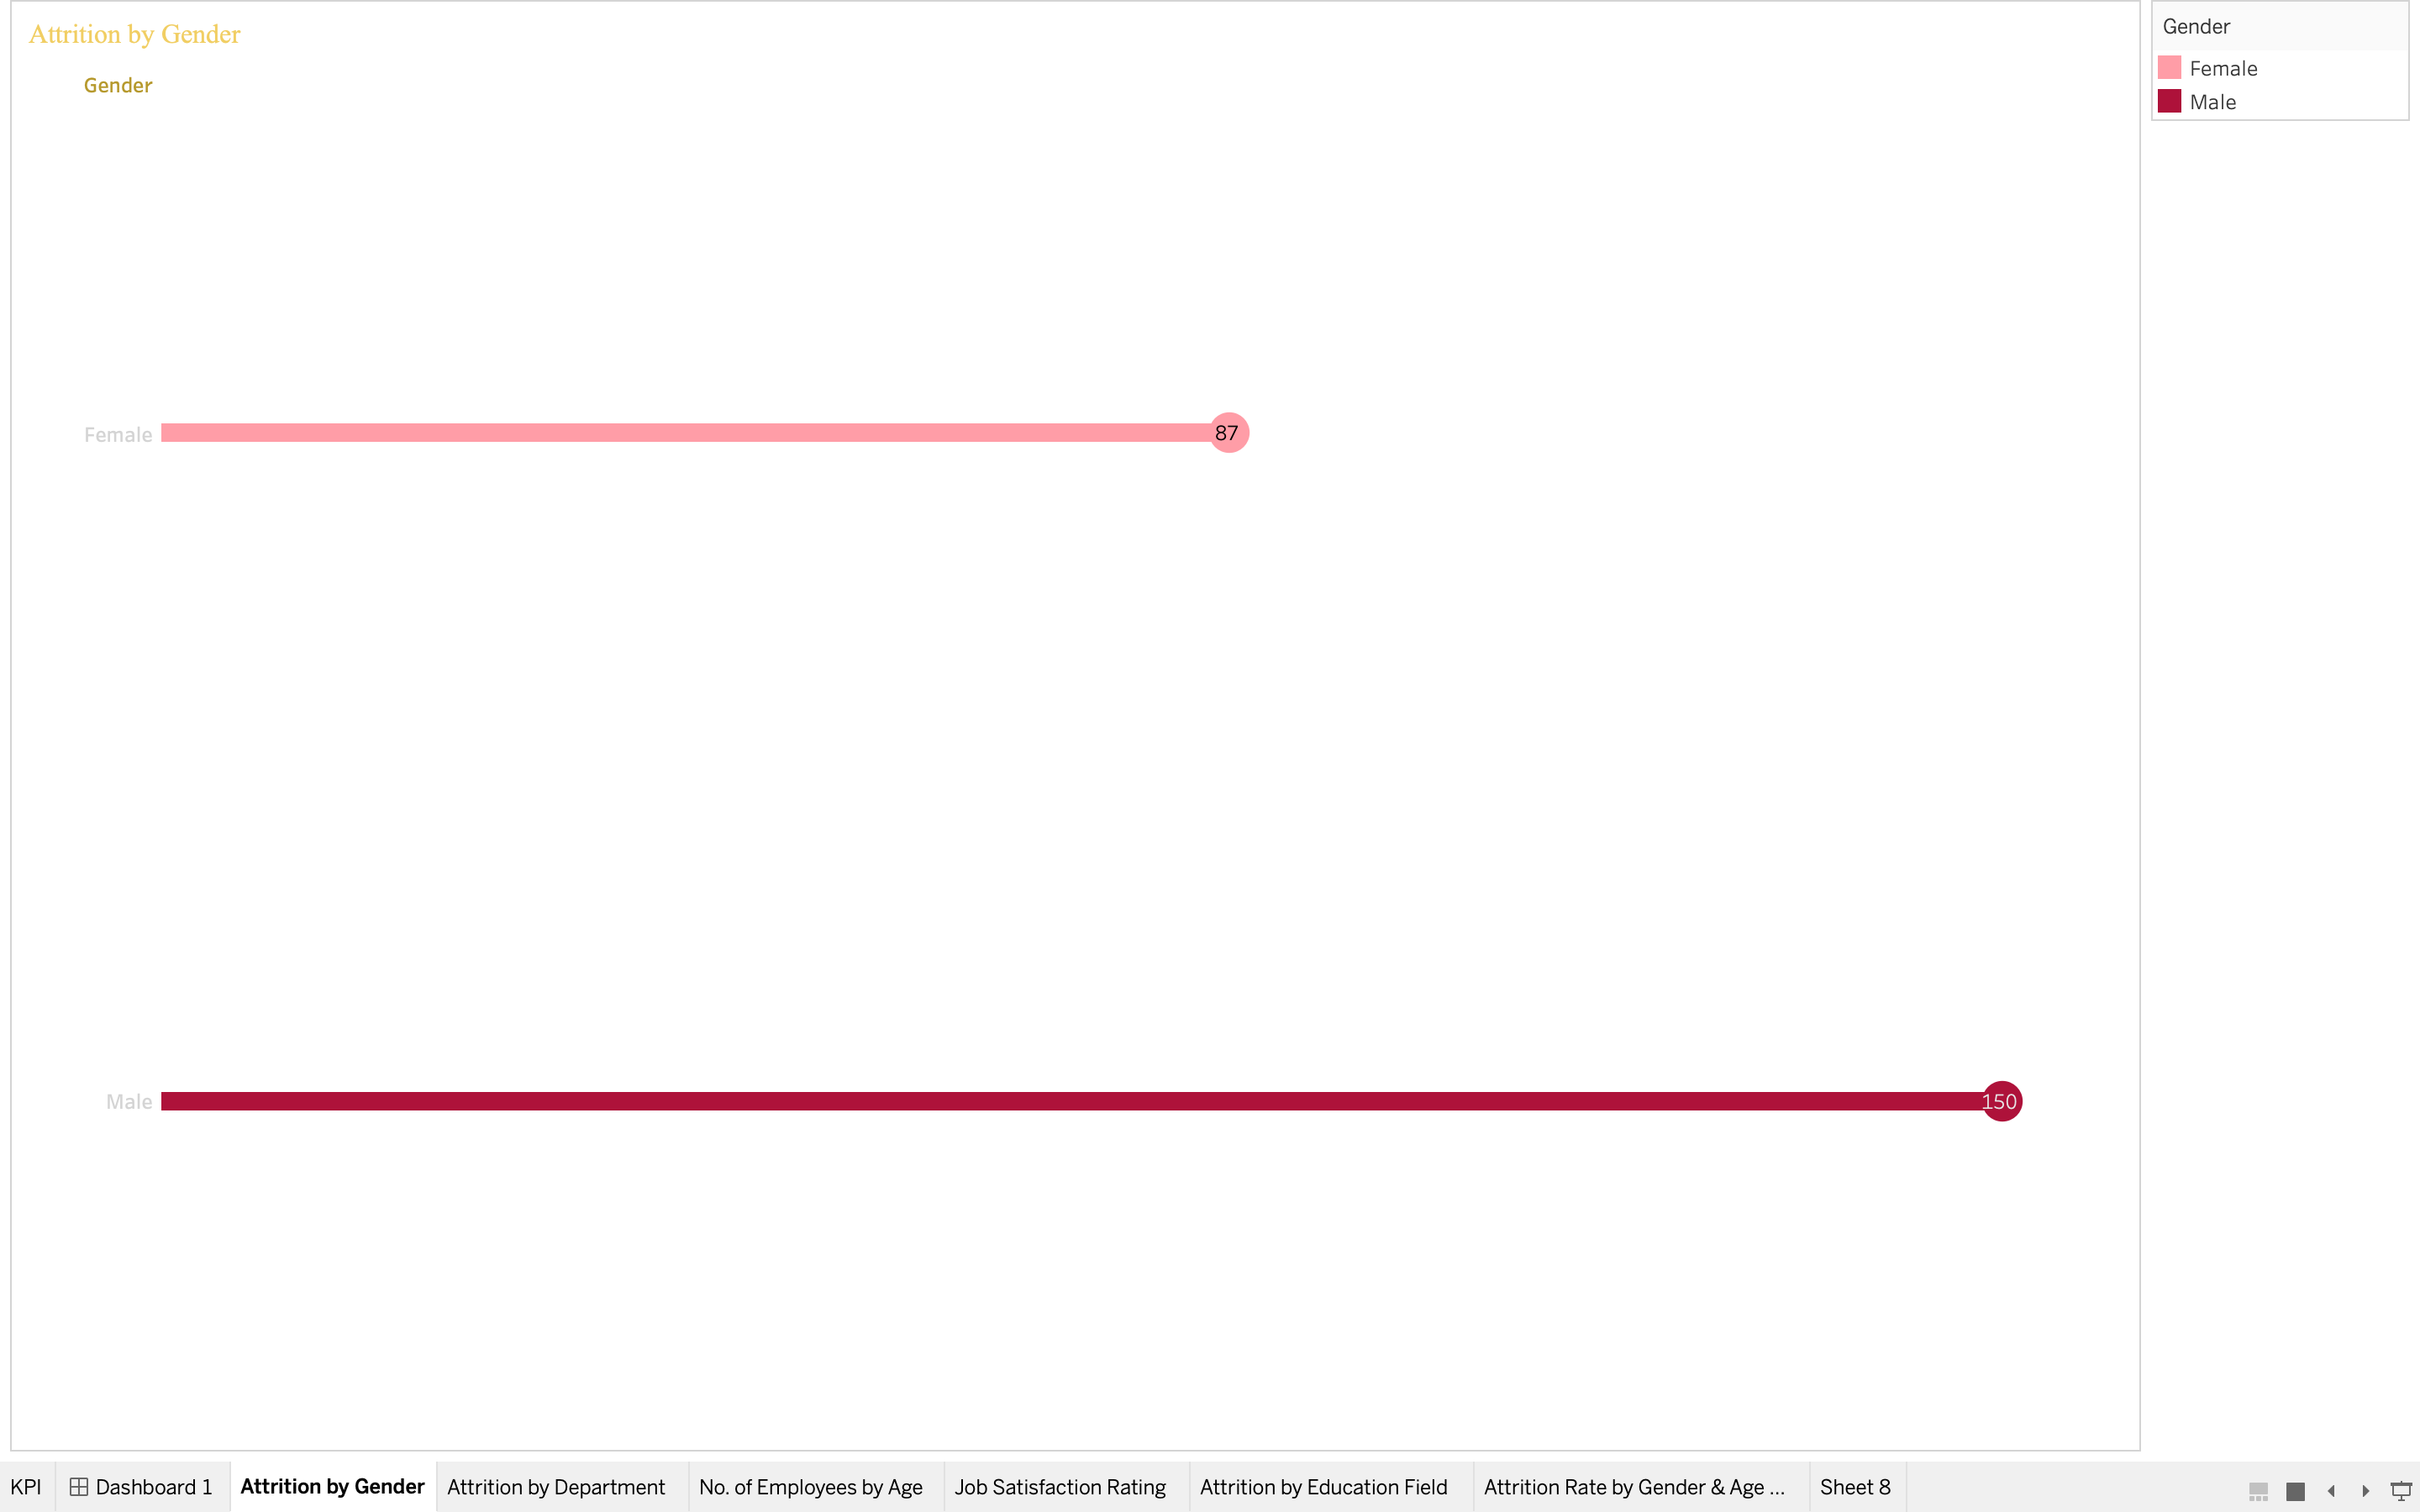 Attrition by Gender
Gender
Female
87
Male
150
Gender
Female
Male
KPI
Dashboard 1
Attrition by Gender
Attrition by Department
No. of Employees by Age
Job Satisfaction Rating
Attrition by Education Field
Attrition Rate by Gender & Age ...
Sheet 8